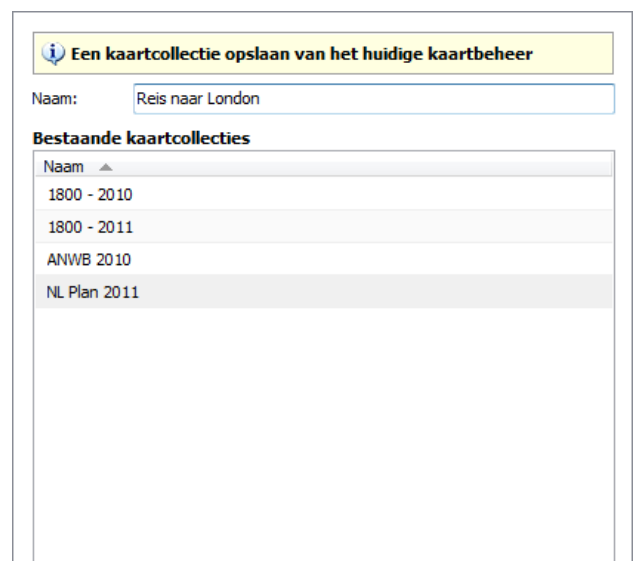 Een kaartcollectie opslaan van het huidige kaartbeheer
Naam: Reis naar London
Bestaande kaartcollecties
Naam
1800 - 2010
1800 - 2011
ANWB 2010
NL Plan 2011